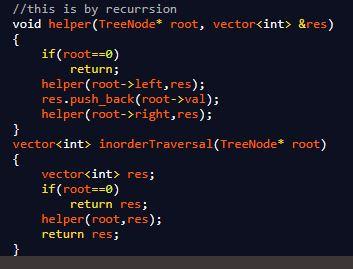 //this is by recurrsion
void helper(TreeNode* root, vector<int> &res)
{
if(root==0)
return;
helper(root->left,res);
res.push_back(root->val);
helper(root->right,res);
}
vector<int> inorderTraversal(TreeNode* root)
{
vector<int> res;
if(root==0)
return res;
helper(root,res);
return res;
}